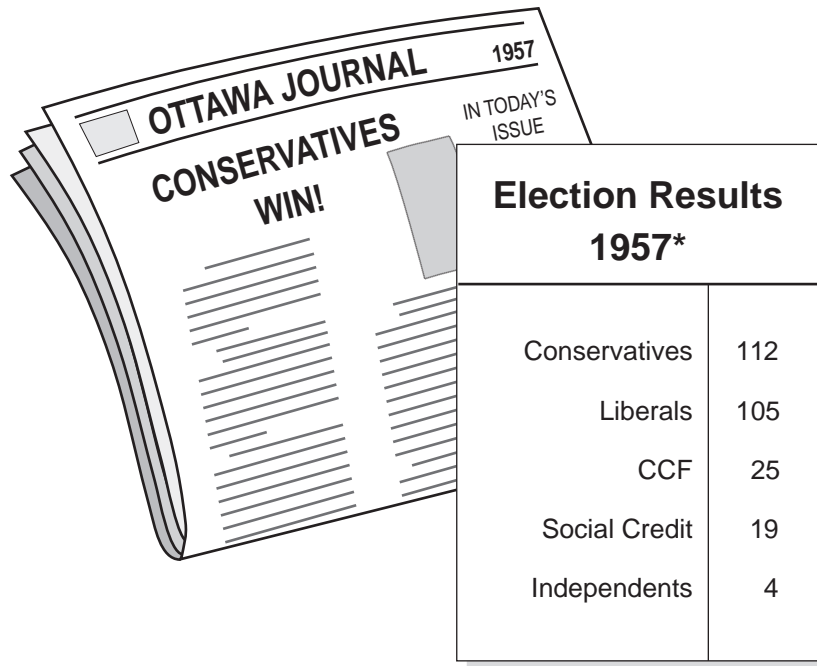 OTTAWA JOURNAL 1957
CONSERVATIVES
WIN!
IN TODAY'S
ISSUE
Election Results
1957*
Conservatives 112
Liberals 105
CCF 25
Social Credit 19
Independents 4